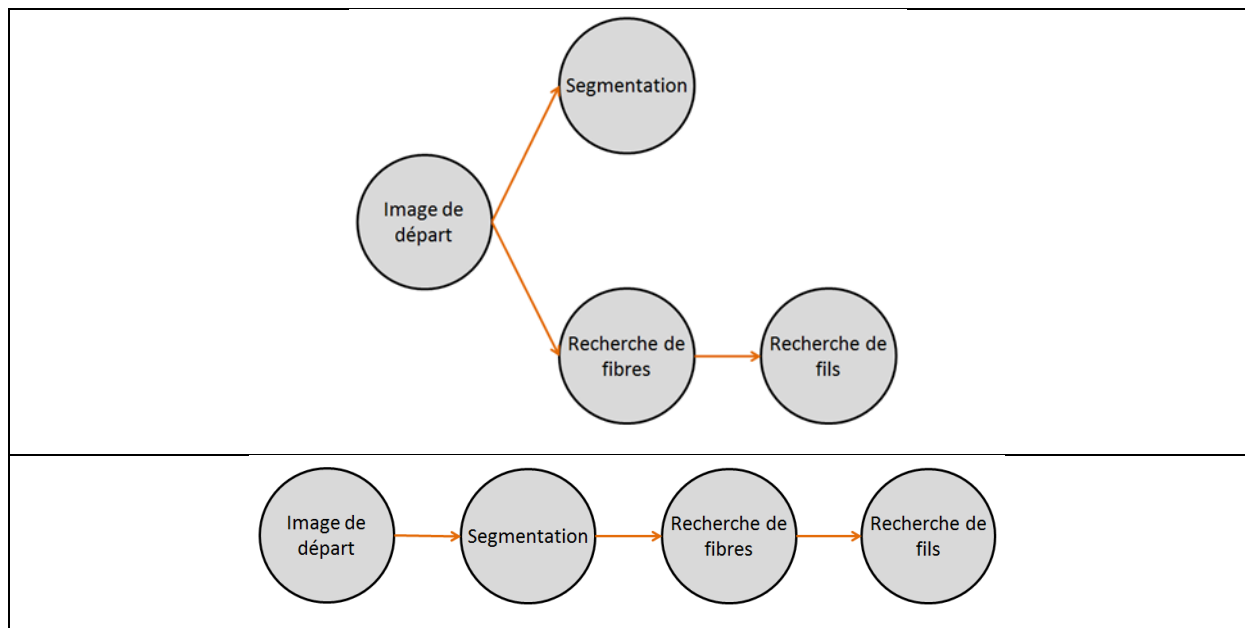 Segmentation
Image de
départ
Recherche de
fibres
Recherche de
fils
Image de
départ
Segmentation
Recherche de
fibres
Recherche de
fils